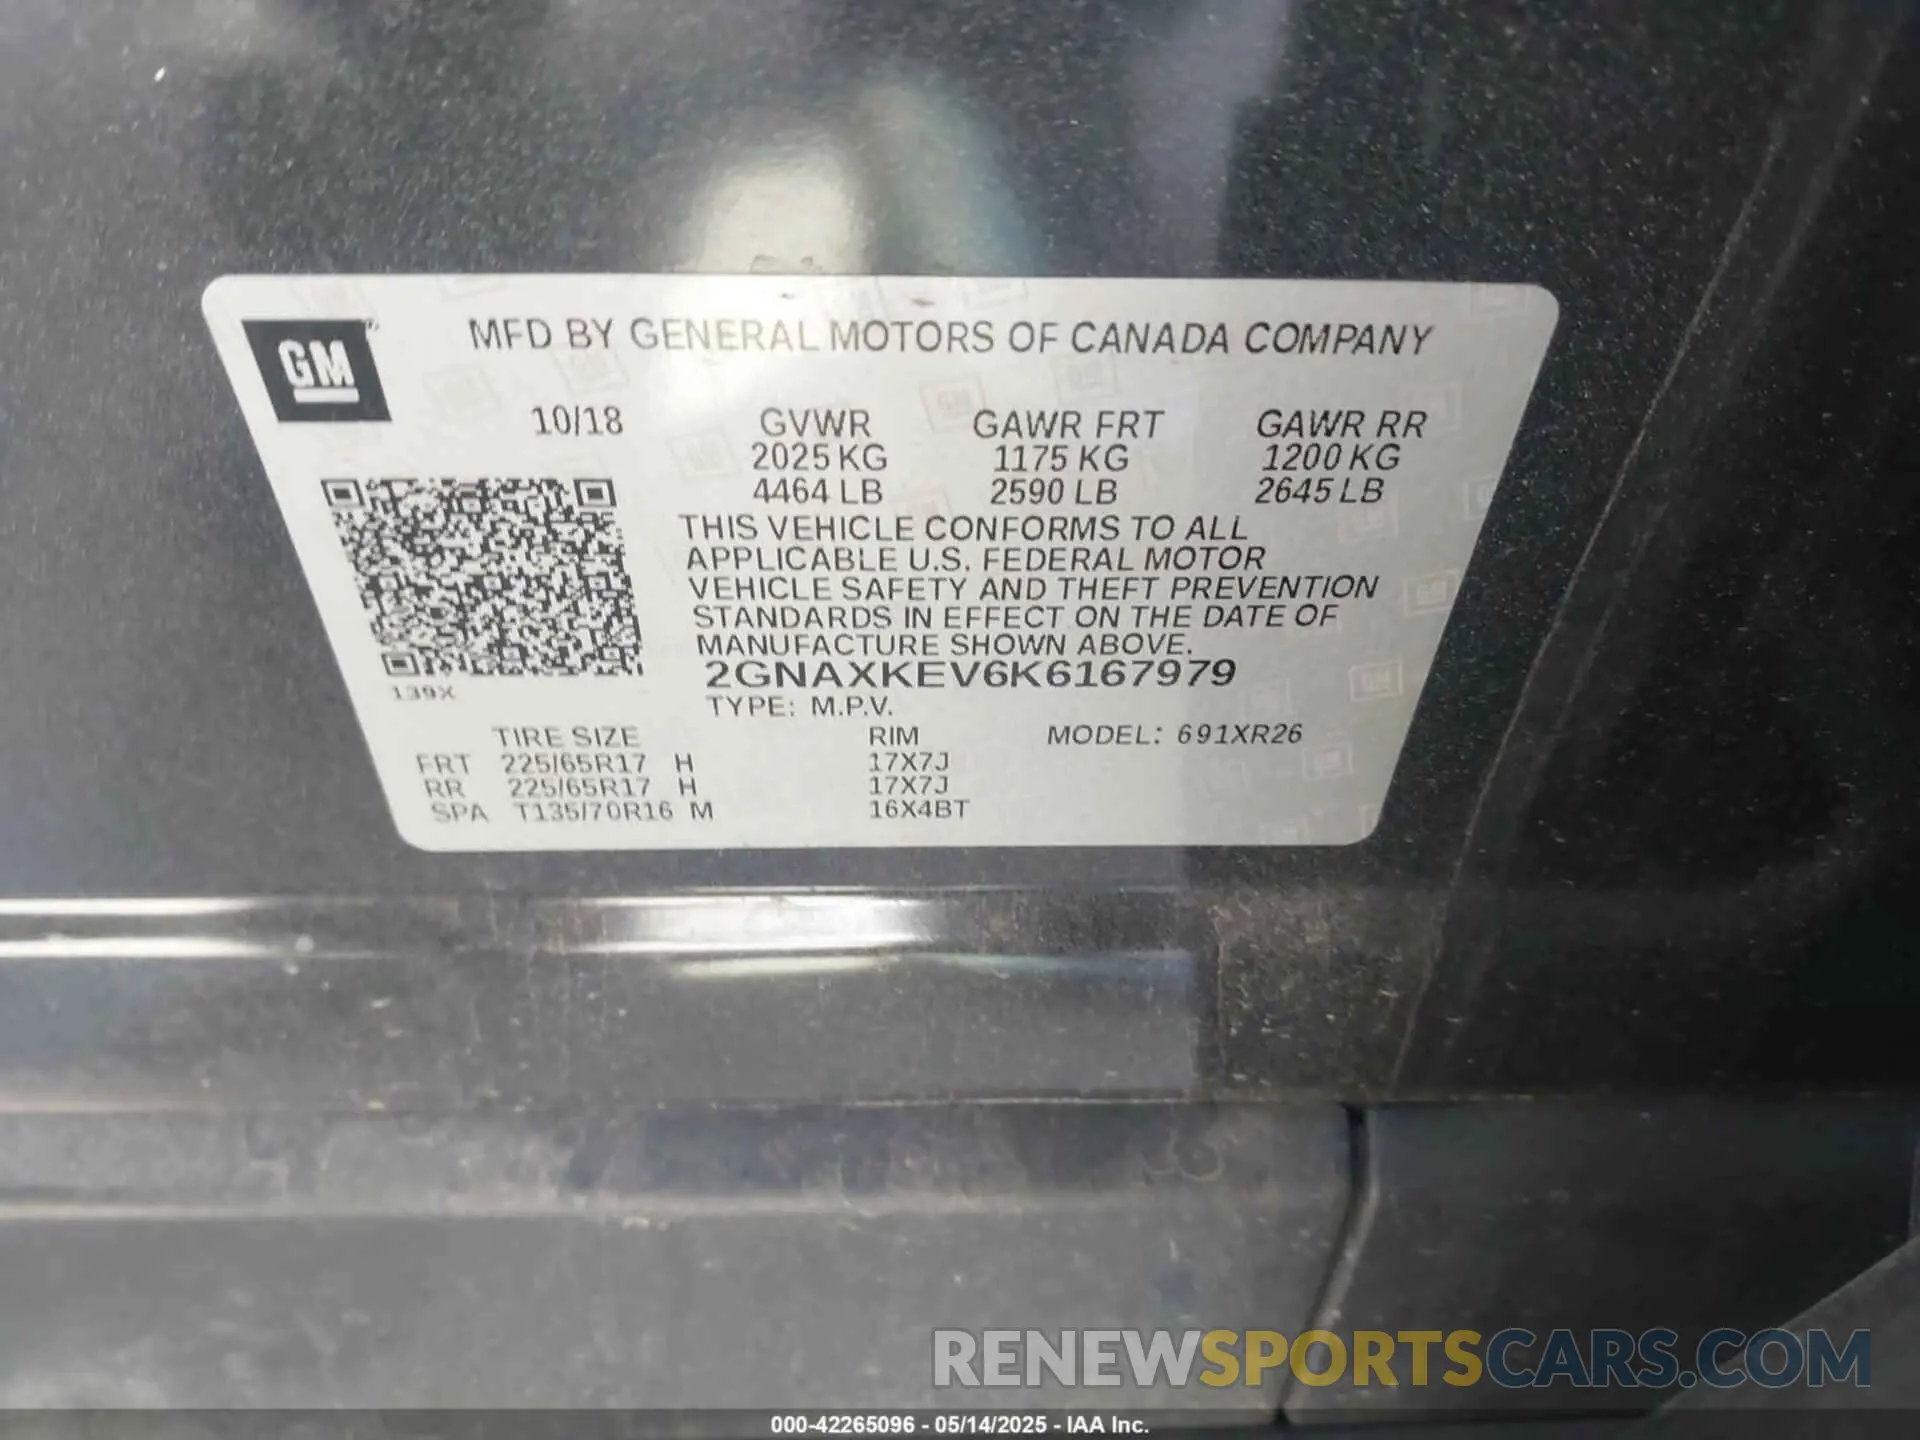 GM
MFD BY GENERAL MOTORS OF CANADA COMPANY
10/18 GVWR GAWR FRT GAWR RR
2025 KG 1175 KG 1200 KG
4464 LB 2590 LB 2645 LB
THIS VEHICLE CONFORMS TO ALL
APPLICABLE U.S. FEDERAL MOTOR
VEHICLE SAFETY AND THEFT PREVENTION
STANDARDS IN EFFECT ON THE DATE OF
MANUFACTURE SHOWN ABOVE.
2GNAXKEV6K6167979
139X
TYPE: M.P.V.
TIRE SIZE RIM MODEL: 691XR26
FRT 225/65R17 H 17X7J
RR 225/65R17 H 17X7J
SPA T135/70R16 M 16X4BT
RENEWSPORTSCARS.COM
000-42265096 - 05/14/2025 - IAA Inc.